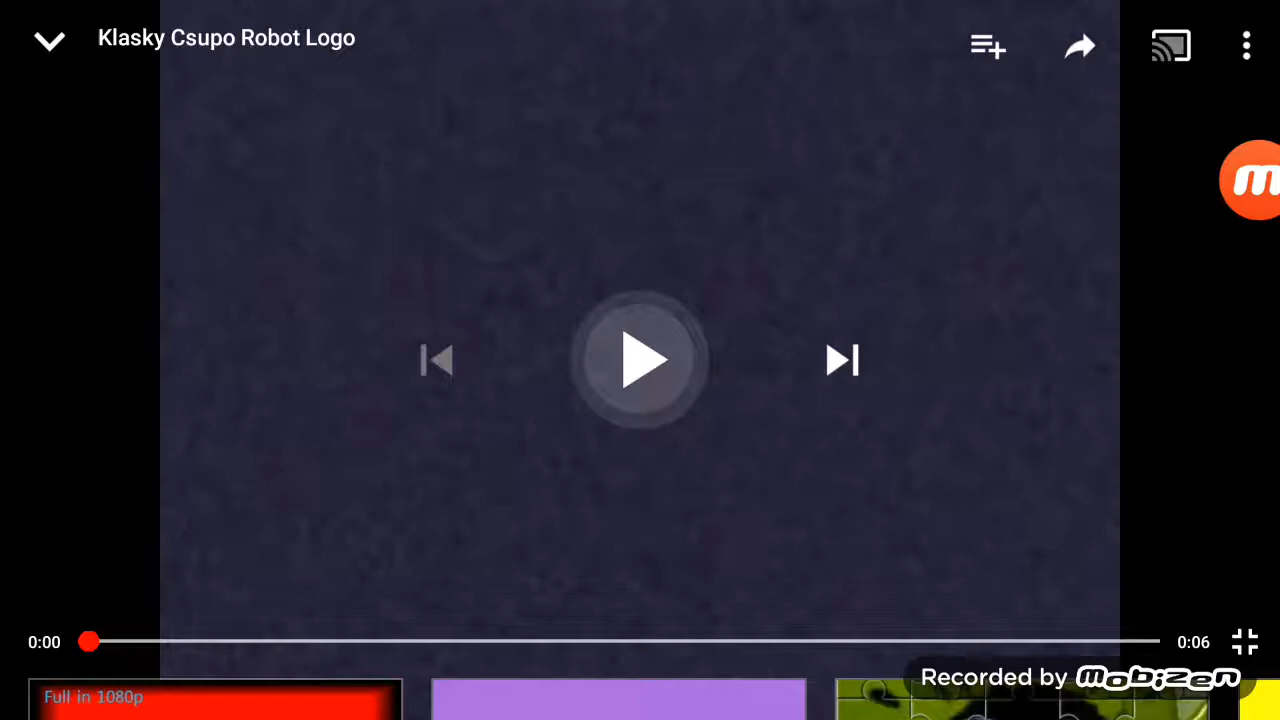 Klasky Csupo Robot Logo
m
0:00
0:06
Recorded by mobizen
Full in 1080p